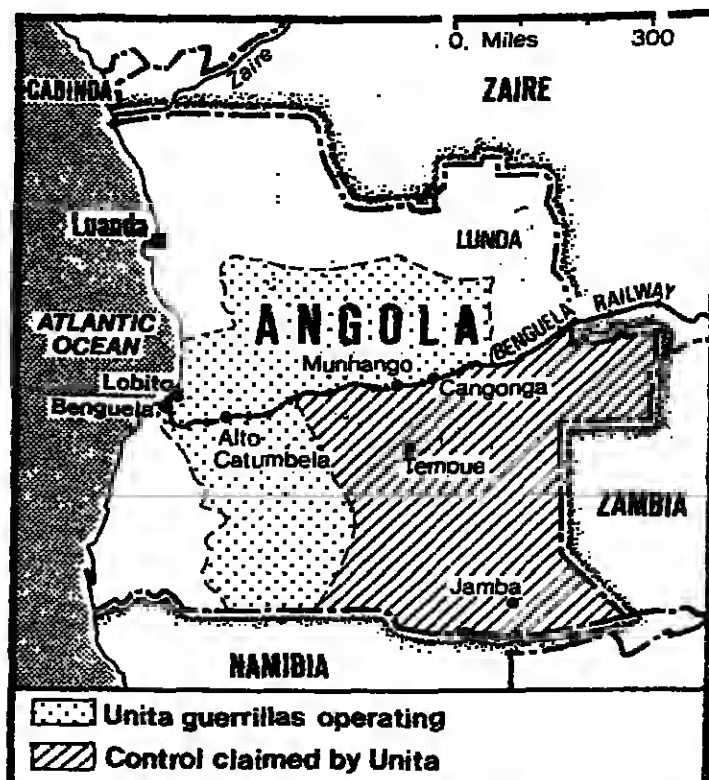 0. Miles 300
Zaire
CABINDA
ZAIRE
Luanda
LUNDA
ANGOLA
BENGUELA RAILWAY
ATLANTIC
OCEAN
Munhango
Cangonga
Lobito
Benguela
Alto
Catumbela
Temoue
ZAMBIA
Jamba
NAMIBIA
Unita guerrillas operating
Control claimed by Unita